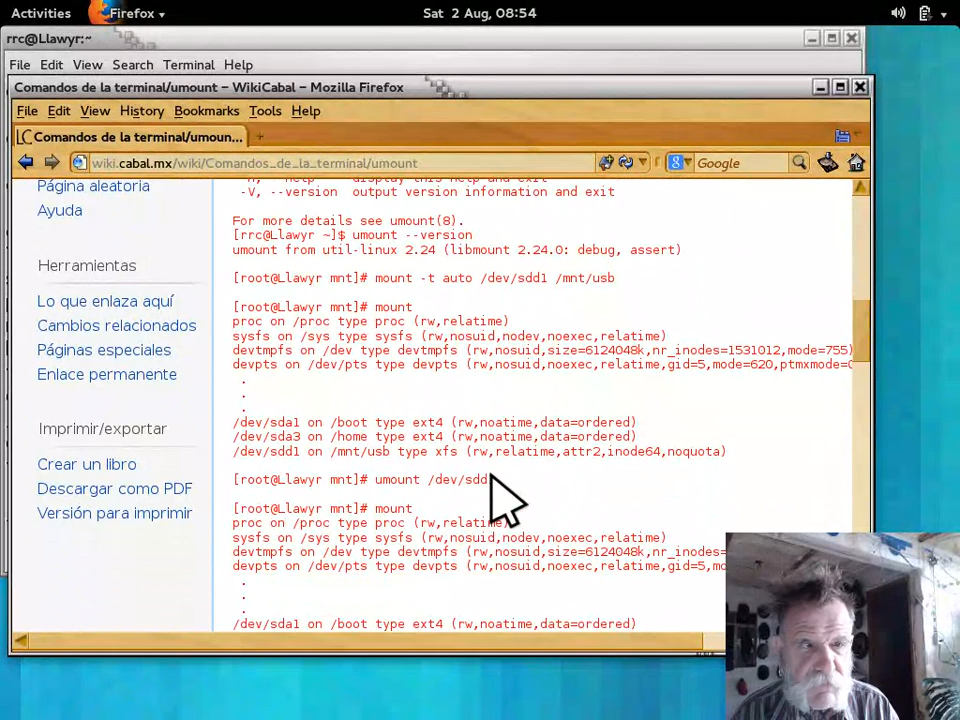 Activities Firefox Sat 2 Aug, 08:54
rrc@Llawyr:~
File Edit View Search Terminal Help
Comandos de la terminal/umount – WikiCabal – Mozilla Firefox
File Edit View History Bookmarks Tools Help
LC Comandos de la terminal/umoun... +
wiki.cabal.mx/wiki/Comandos_de_la_terminal/umount Google
Página aleatoria
Ayuda
Herramientas
Lo que enlaza aquí
Cambios relacionados
Páginas especiales
Enlace permanente
Imprimir/exportar
Crear un libro
Descargar como PDF
Versión para imprimir
display this help and exit
-V, --version output version information and exit
For more details see umount(8).
[rrc@Llawyr ~]$ umount --version
umount from util-linux 2.24 (libmount 2.24.0: debug, assert)
[root@Llawyr mnt]# mount -t auto /dev/sdd1 /mnt/usb
[root@Llawyr mnt]# mount
proc on /proc type proc (rw,relatime)
sysfs on /sys type sysfs (rw,nosuid,nodev,noexec,relatime)
devtmpfs on /dev type devtmpfs (rw,nosuid,size=6124048k,nr_inodes=1531012,mode=755)
devpts on /dev/pts type devpts (rw,nosuid,noexec,relatime,gid=5,mode=620,ptmxmode=
.
.
.
/dev/sda1 on /boot type ext4 (rw,noatime,data=ordered)
/dev/sda3 on /home type ext4 (rw,noatime,data=ordered)
/dev/sdd1 on /mnt/usb type xfs (rw,relatime,attr2,inode64,noquota)
[root@Llawyr mnt]# umount /dev/sdd
[root@Llawyr mnt]# mount
proc on /proc type proc (rw,relatime)
sysfs on /sys type sysfs (rw,nosuid,nodev,noexec,relatime)
devtmpfs on /dev type devtmpfs (rw,nosuid,size=6124048k,nr_inodes=
devpts on /dev/pts type devpts (rw,nosuid,noexec,relatime,gid=5,mo
.
.
.
/dev/sda1 on /boot type ext4 (rw,noatime,data=ordered)